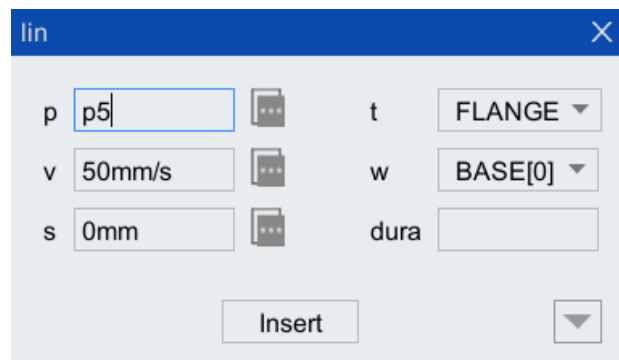 lin
p p5 t FLANGE
v 50mm/s w BASE[0]
s 0mm dura
Insert